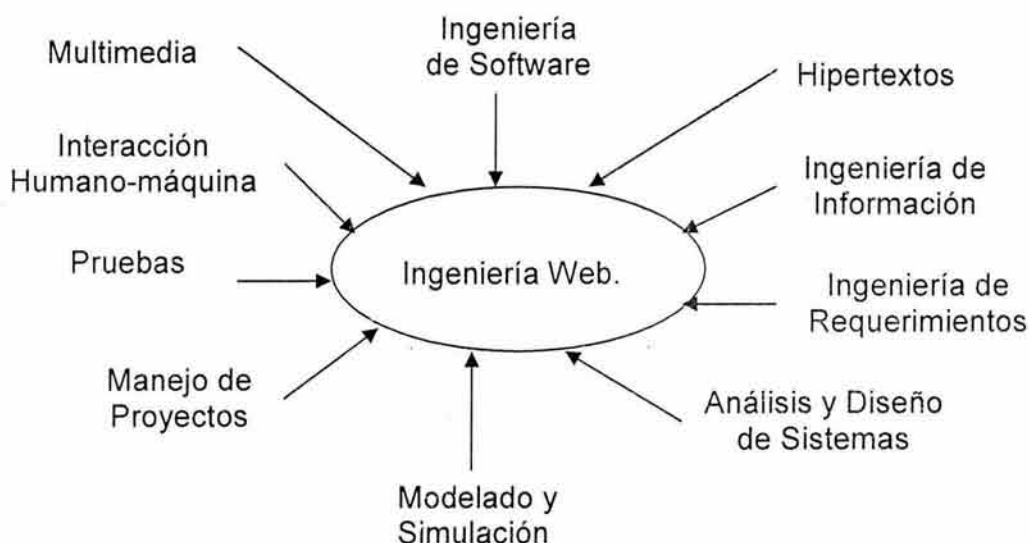 Multimedia
Ingeniería
de Software
Hipertextos
Interacción
Humano-máquina
Ingeniería de
Información
Pruebas
Ingeniería Web.
Ingeniería de
Requerimientos
Manejo de
Proyectos
Análisis y Diseño
de Sistemas
Modelado y
Simulación